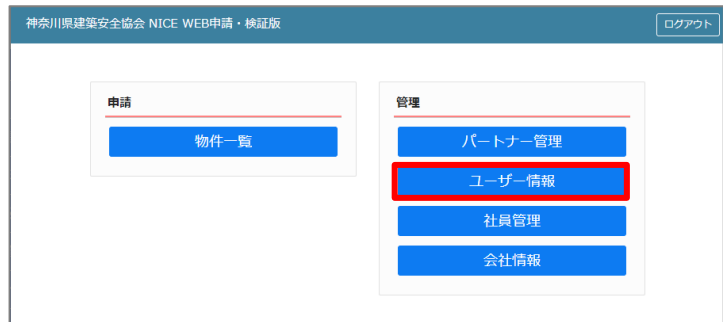 神奈川県建築安全協会 NICE WEB申請・検証版
ログアウト
申請
物件一覧
管理
パートナー管理
ユーザー情報
社員管理
会社情報